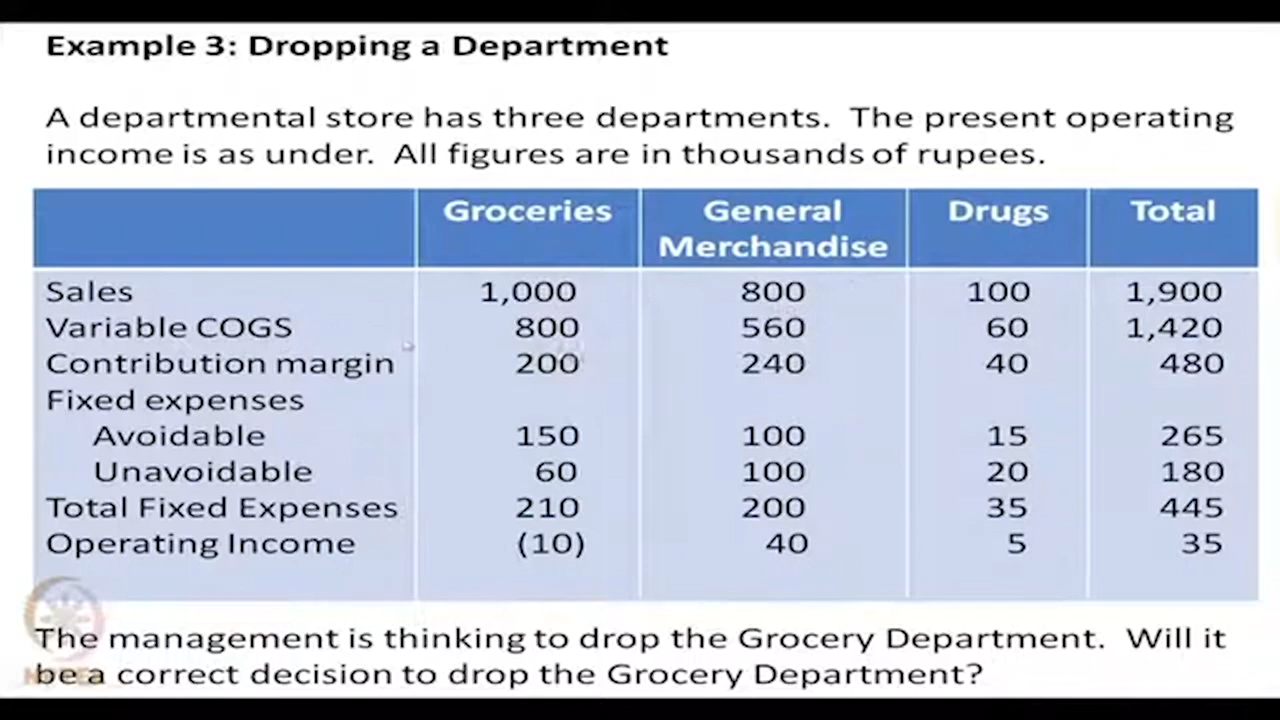 Example 3: Dropping a Department
A departmental store has three departments. The present operating
income is as under. All figures are in thousands of rupees.
Groceries General Merchandise Drugs Total
Sales 1,000 800 100 1,900
Variable COGS 800 560 60 1,420
Contribution margin 200 240 40 480
Fixed expenses
Avoidable 150 100 15 265
Unavoidable 60 100 20 180
Total Fixed Expenses 210 200 35 445
Operating Income (10) 40 5 35
The management is thinking to drop the Grocery Department. Will it
be a correct decision to drop the Grocery Department?